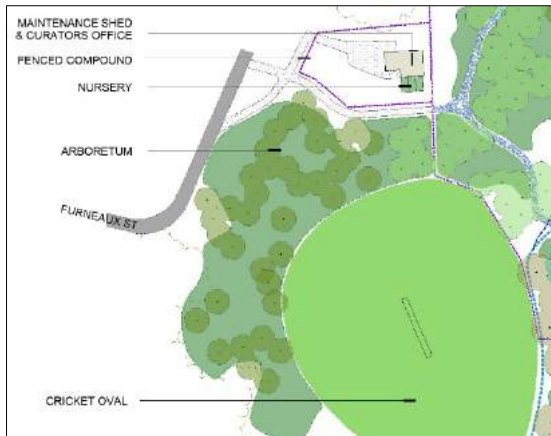 MAINTENANCE SHED
& CURATORS OFFICE
FENCED COMPOUND
NURSERY
ARBORETUM
FURNEAUX ST
CRICKET OVAL